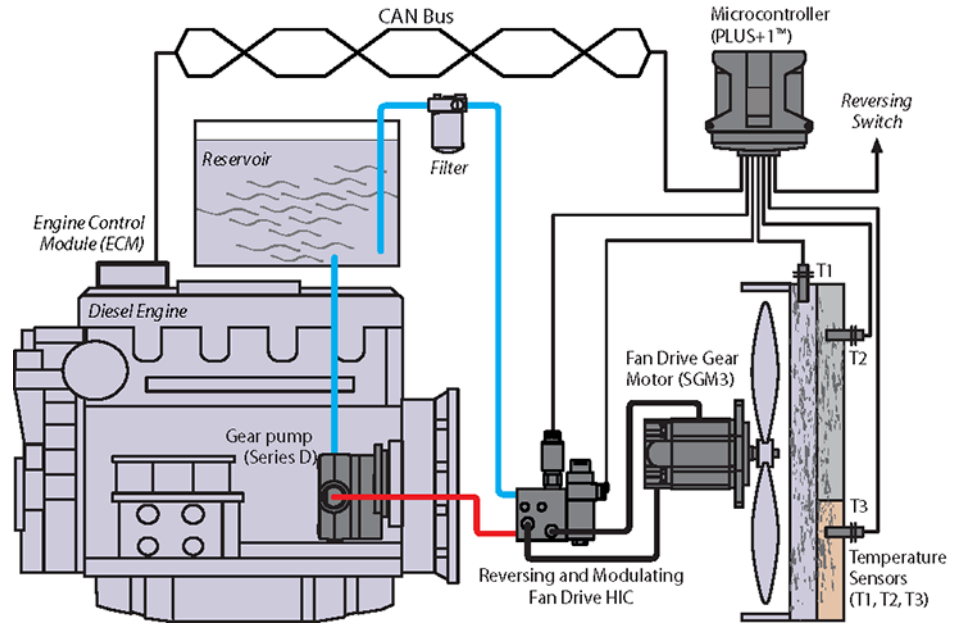 CAN Bus
Microcontroller
(PLUS+1™)
Reversing
Switch
Reservoir
Filter
Engine Control
Module (ECM)
Diesel Engine
T1
T2
Fan Drive Gear
Motor (SGM3)
Gear pump
(Series D)
T3
Temperature
Sensors
(T1, T2, T3)
Reversing and Modulating
Fan Drive HIC